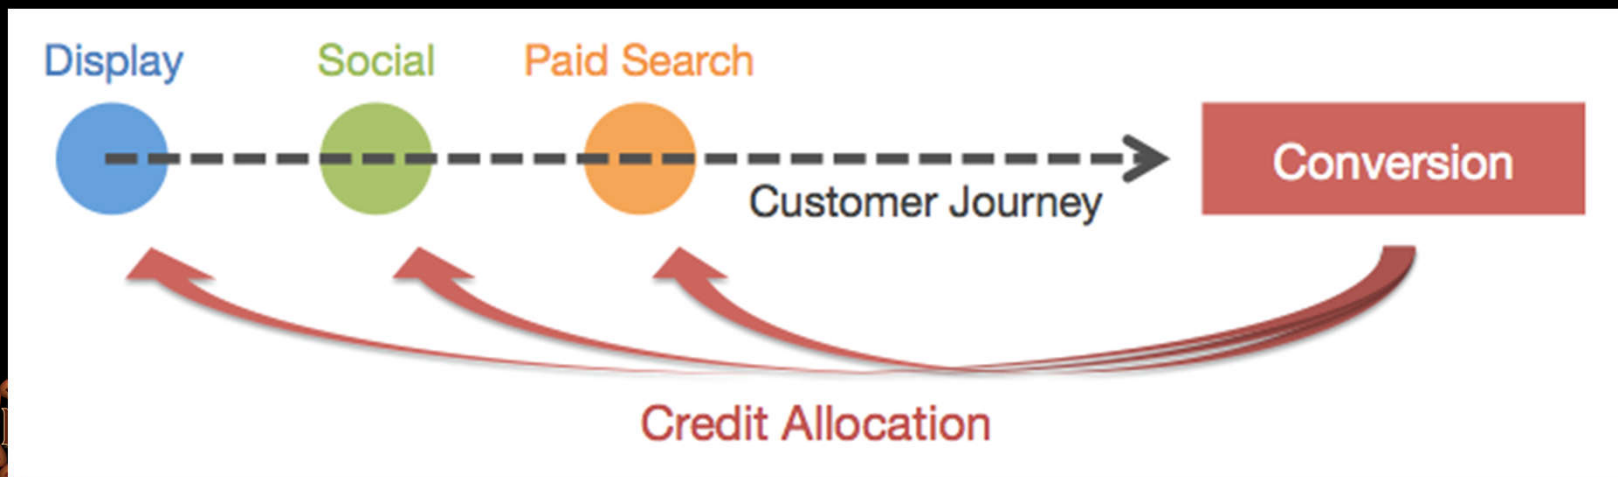 Display
Social
Paid Search
Conversion
Customer Journey
Credit Allocation